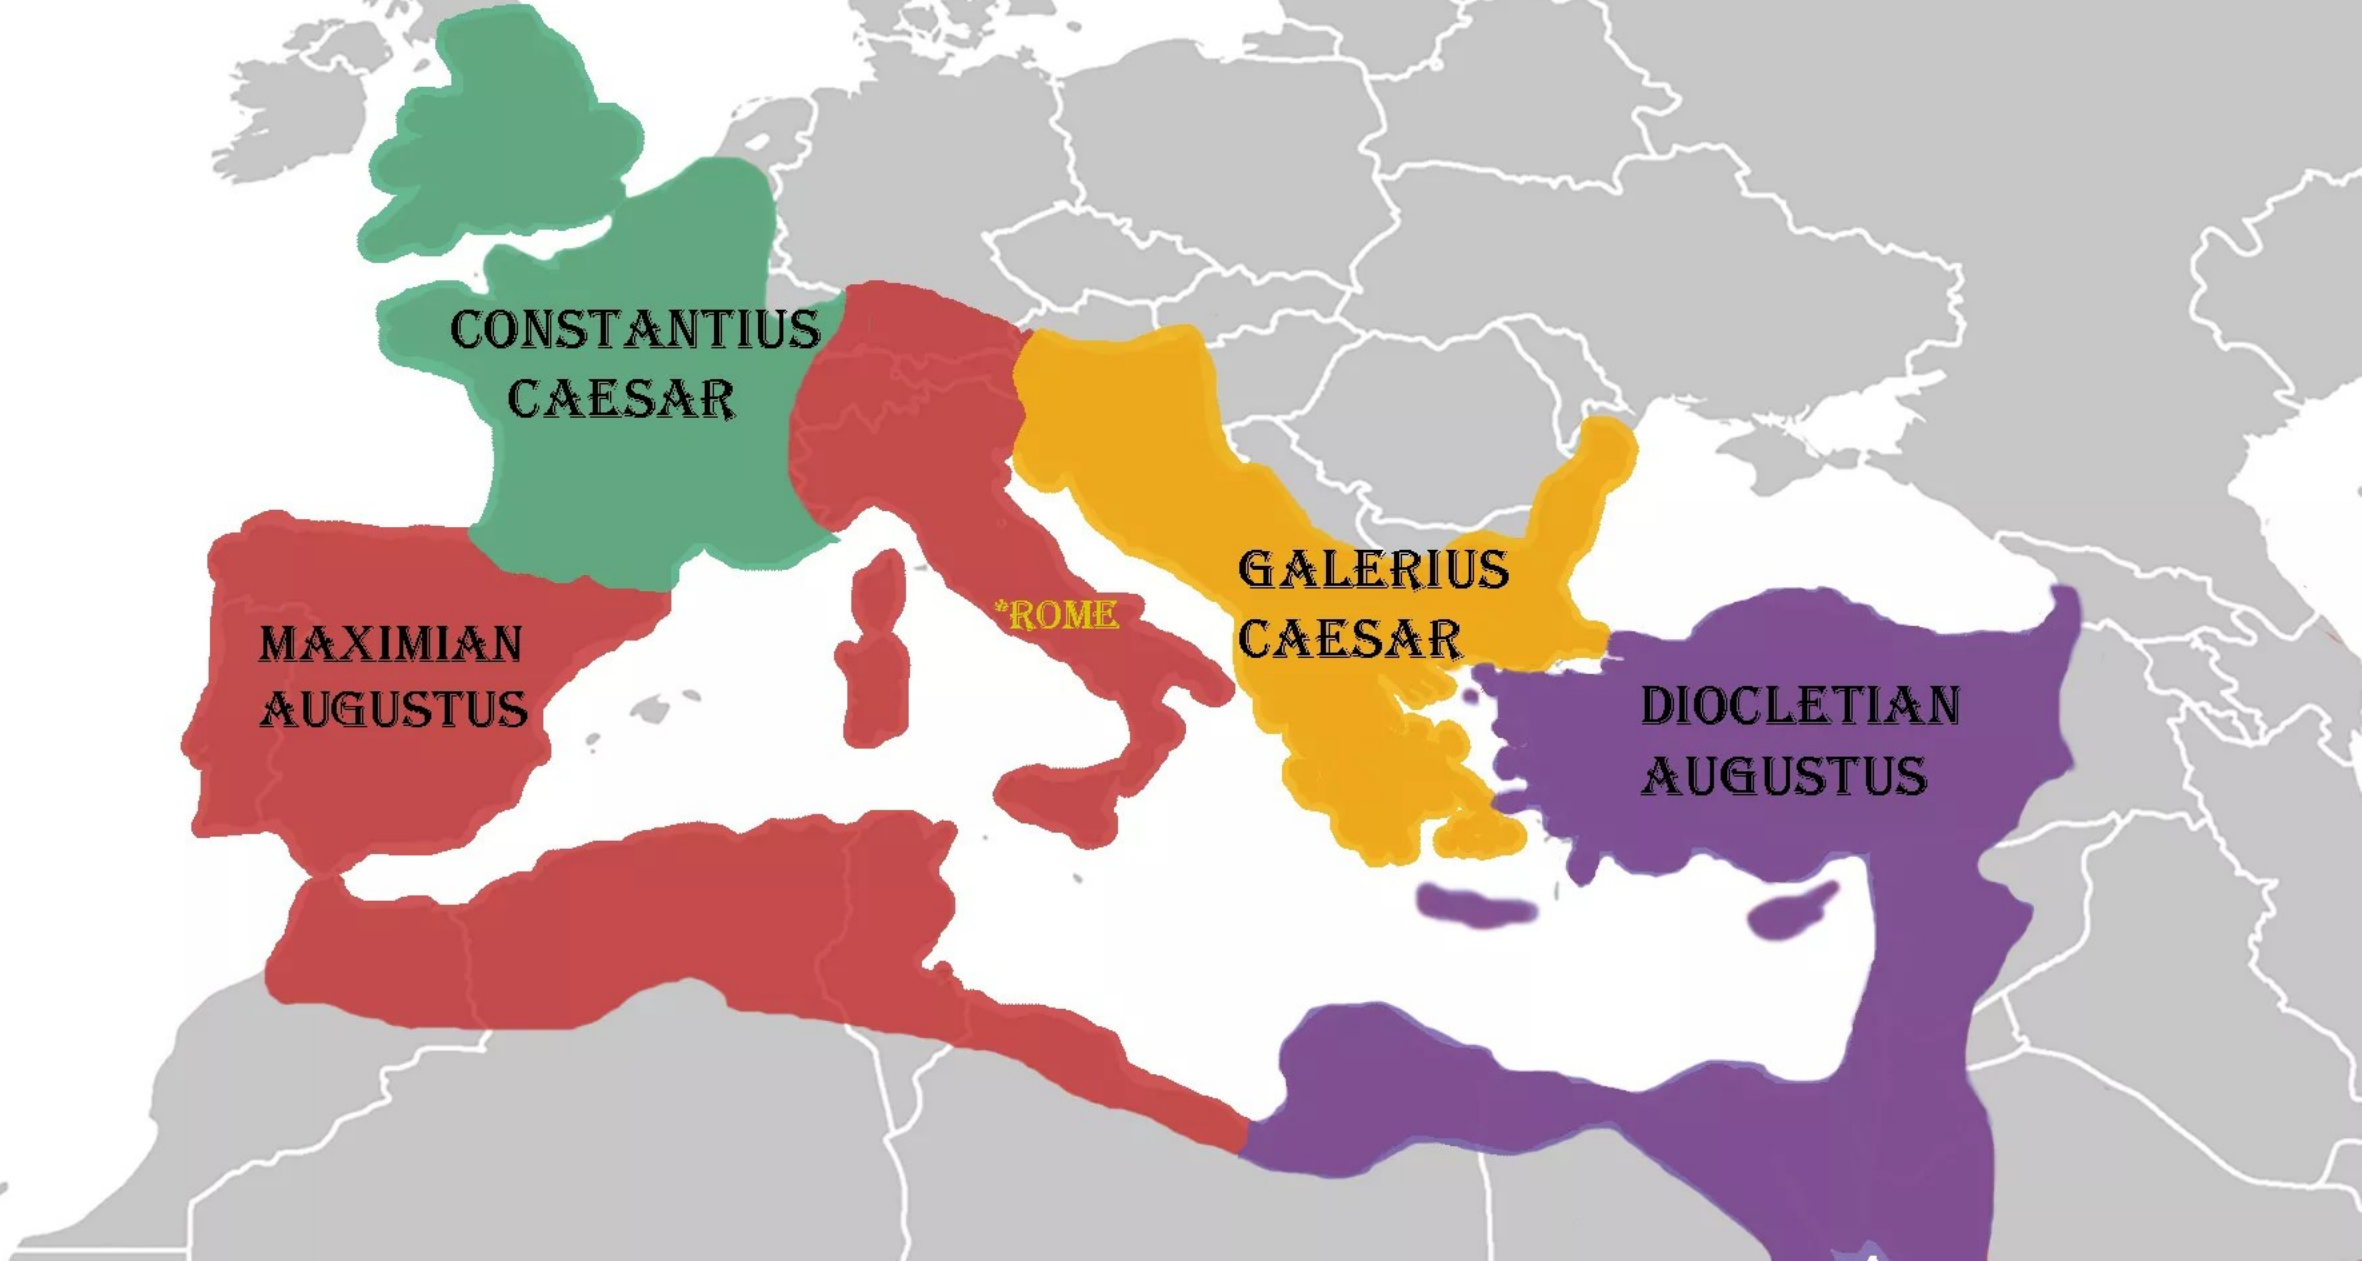 CONSTANTIUS
CAESAR
GALERIUS
CAESAR
*ROME
MAXIMIAN
AUGUSTUS
DIOCLETIAN
AUGUSTUS